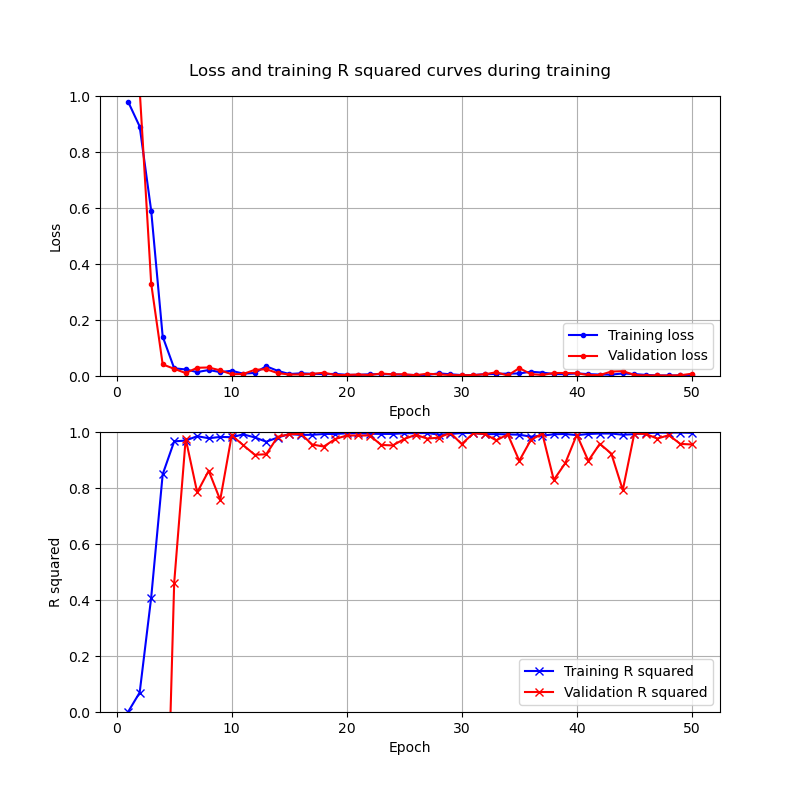 Loss and training R squared curves during training
1.0
0.8
0.6
0.4
0.2
0.0
Loss
Training loss
Validation loss
0 10 20 30 40 50
Epoch
1.0
0.8
0.6
0.4
0.2
0.0
R squared
Training R squared
Validation R squared
0 10 20 30 40 50
Epoch